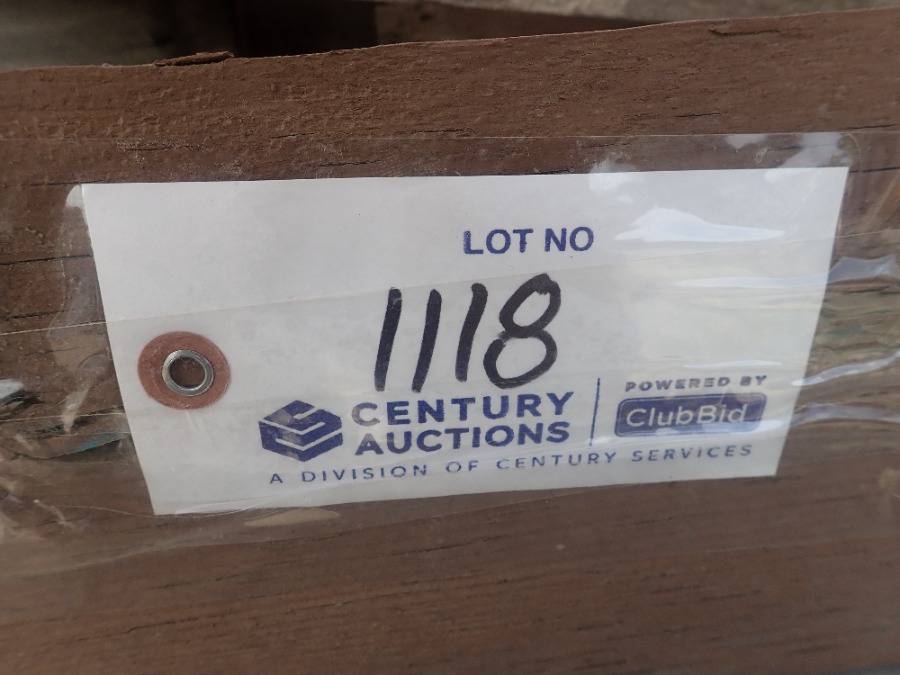 LOT NO
1118
CENTURY
AUCTIONS
POWERED BY
ClubBid
A DIVISION OF CENTURY SERVICES